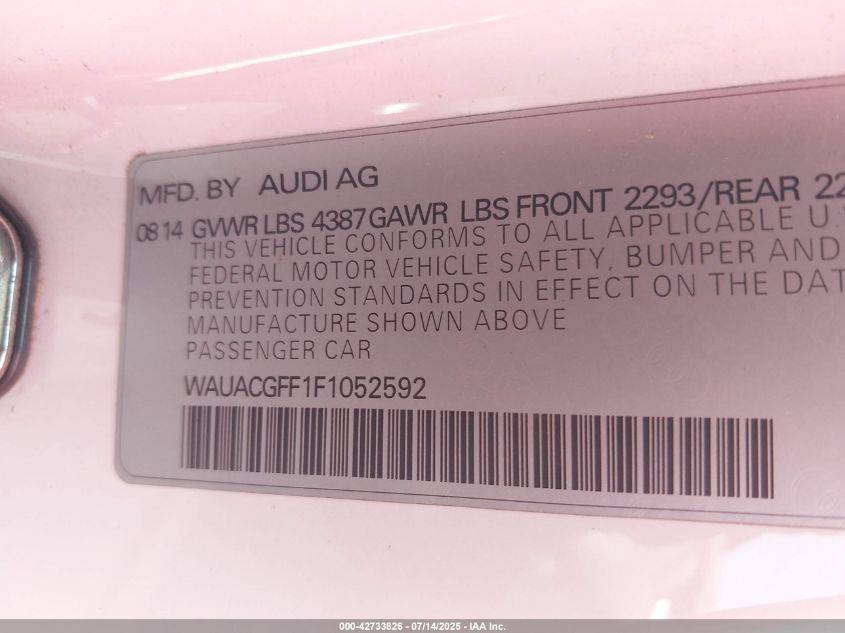 MFD. BY AUDI AG
08 14 GVWR LBS 4387 GAWR LBS FRONT 2293/REAR 22
THIS VEHICLE CONFORMS TO ALL APPLICABLE U.
FEDERAL MOTOR VEHICLE SAFETY, BUMPER AND
PREVENTION STANDARDS IN EFFECT ON THE DAT
MANUFACTURE SHOWN ABOVE
PASSENGER CAR
WAUACGFF1F1052592
000-42733826 - 07/14/2025 - IAA Inc.